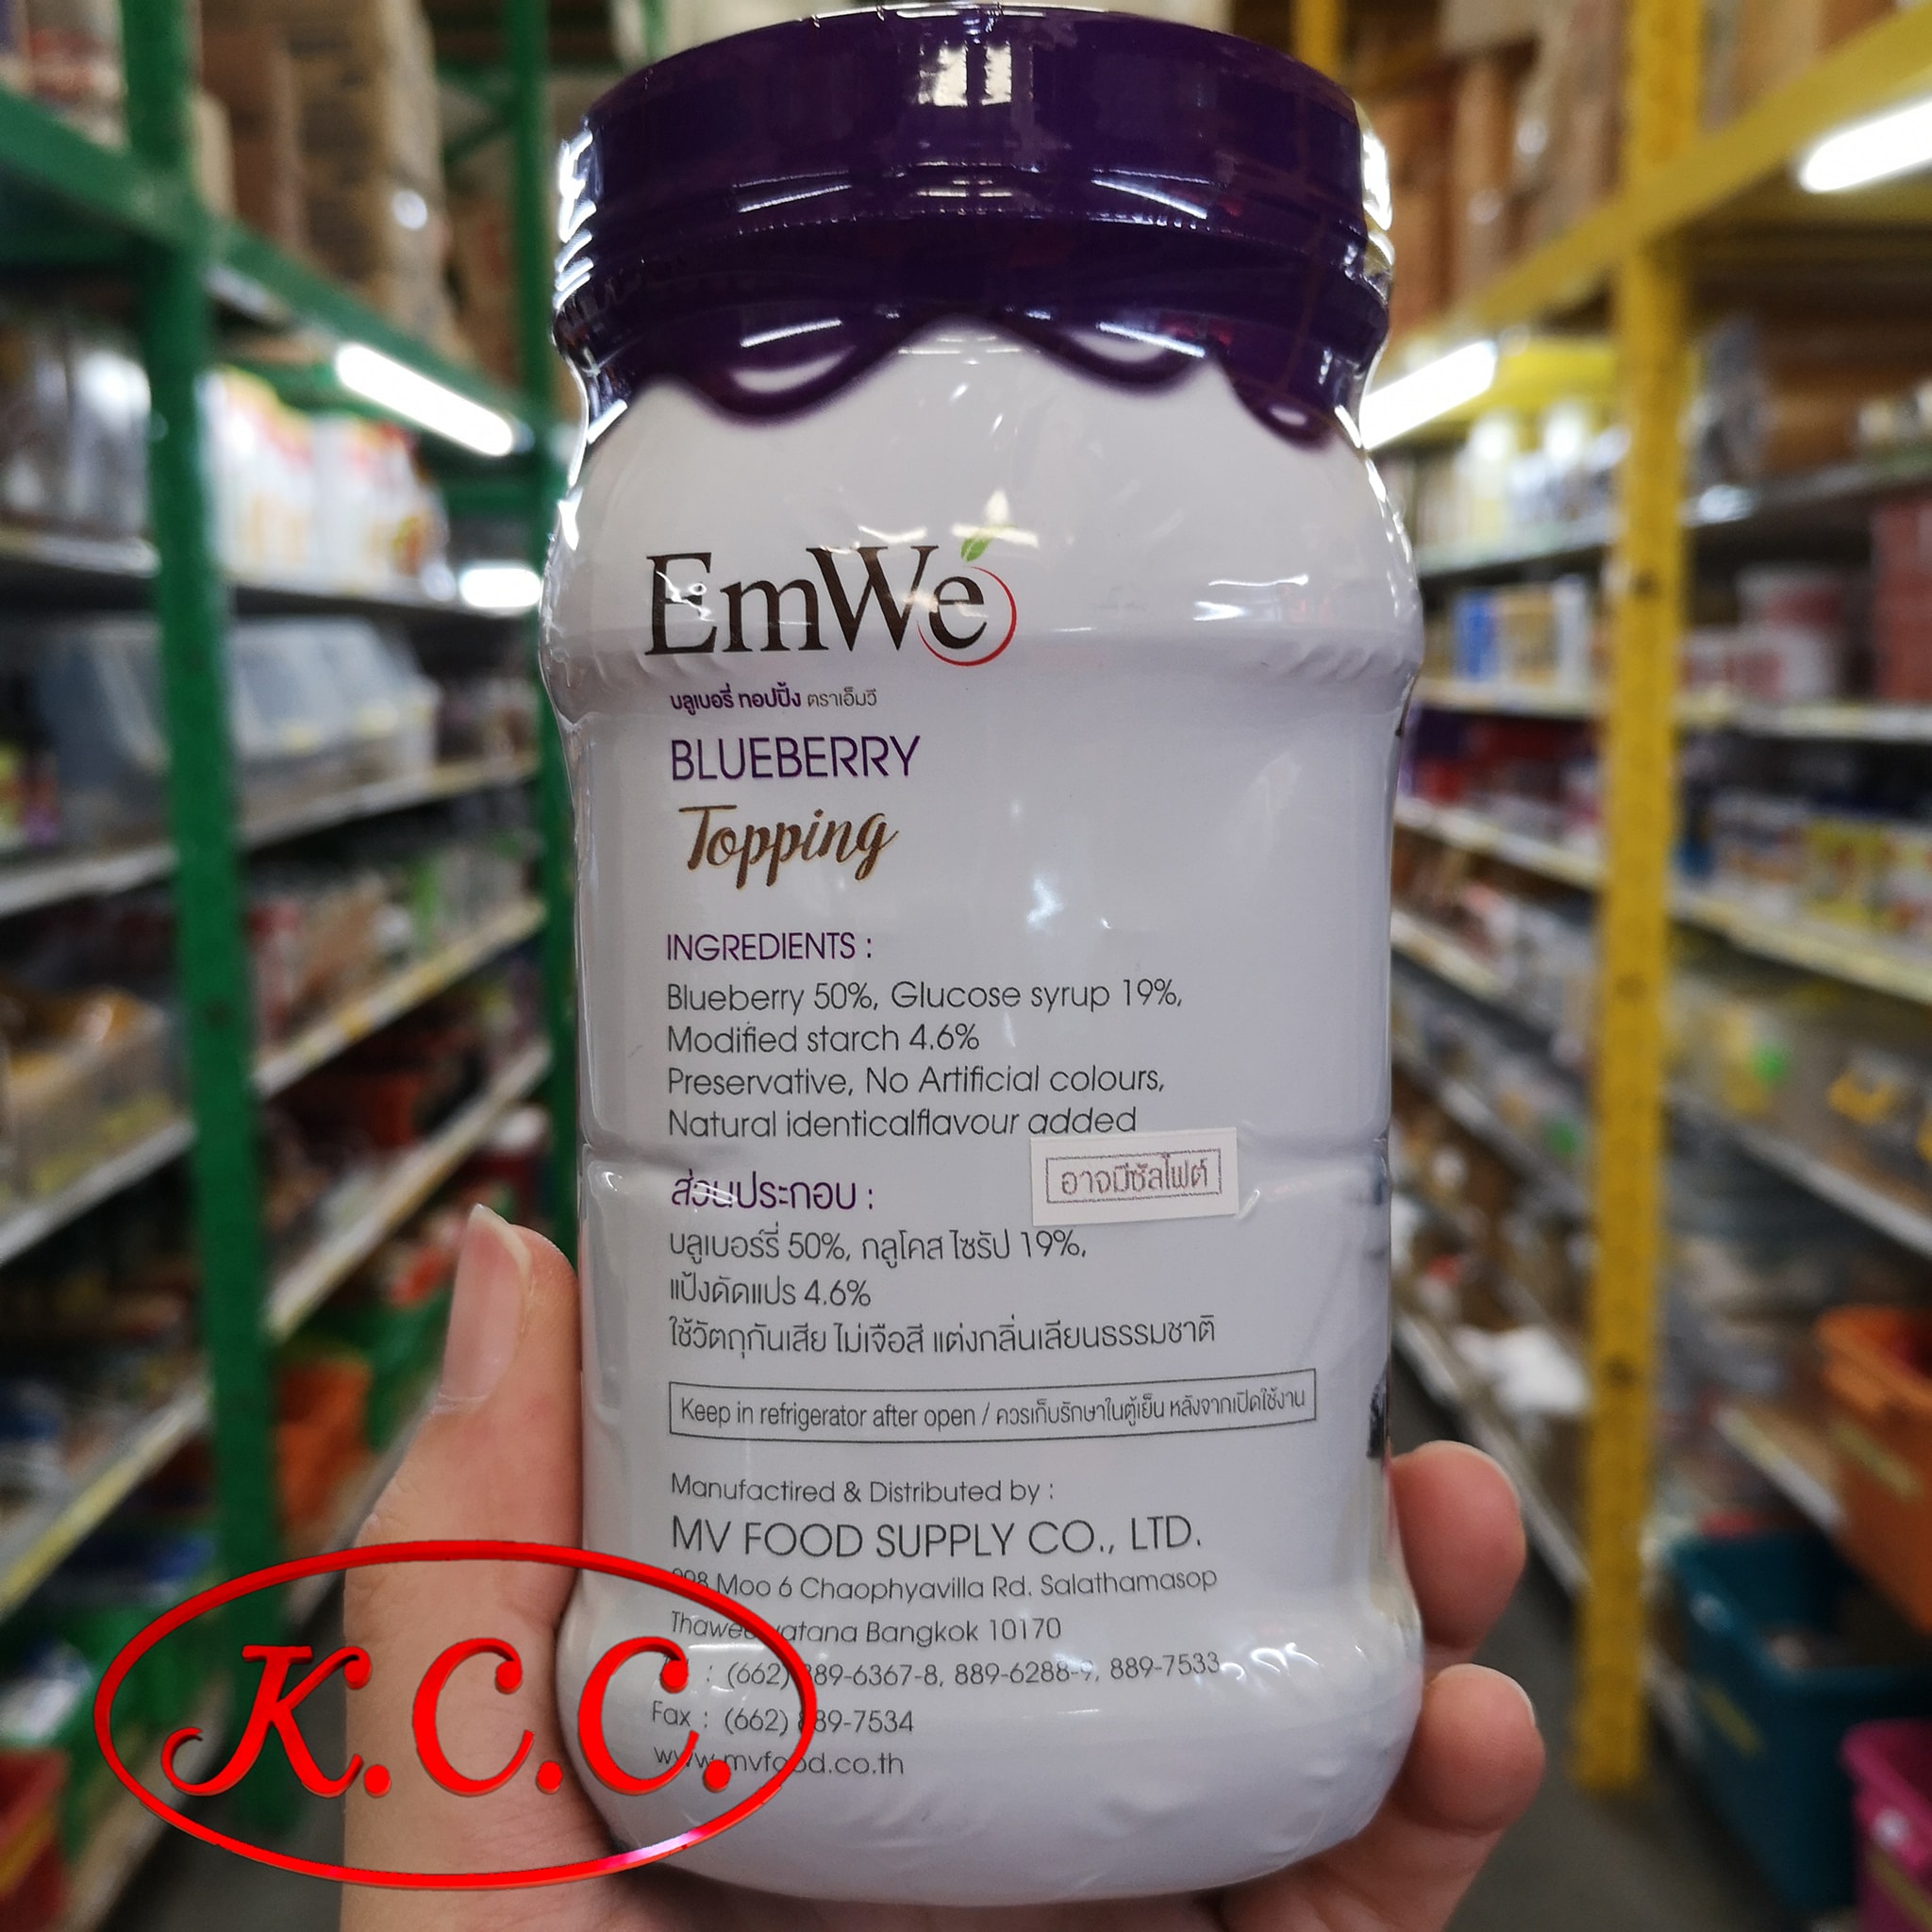 EmWe
บลูเบอรี่ ทอปปิ้ง ตราเอ็มวี
BLUEBERRY
Topping
INGREDIENTS :
Blueberry 50%, Glucose syrup 19%,
Modified starch 4.6%
Preservative, No Artificial colours,
Natural identicalflavour added
อาจมีซัลไฟต์
ส่วนประกอบ :
บลูเบอร์รี่ 50%, กลูโคส ไซรัป 19%,
แป้งดัดแปร 4.6%
ใช้วัตถุกันเสีย ไม่เจือสี แต่งกลิ่นเลียนธรรมชาติ
Keep in refrigerator after open / ควรเก็บรักษาในตู้เย็น หลังจากเปิดใช้งาน
Manufactired & Distributed by :
MV FOOD SUPPLY CO., LTD.
Moo 6 Chaophyavilla Rd. Salathamasop
Bangkok 10170
: (662) 889-6367-8, 889-6288-9, 889-7533
Fax : (662) 889-7534
www.mvfood.co.th
K.C.C.